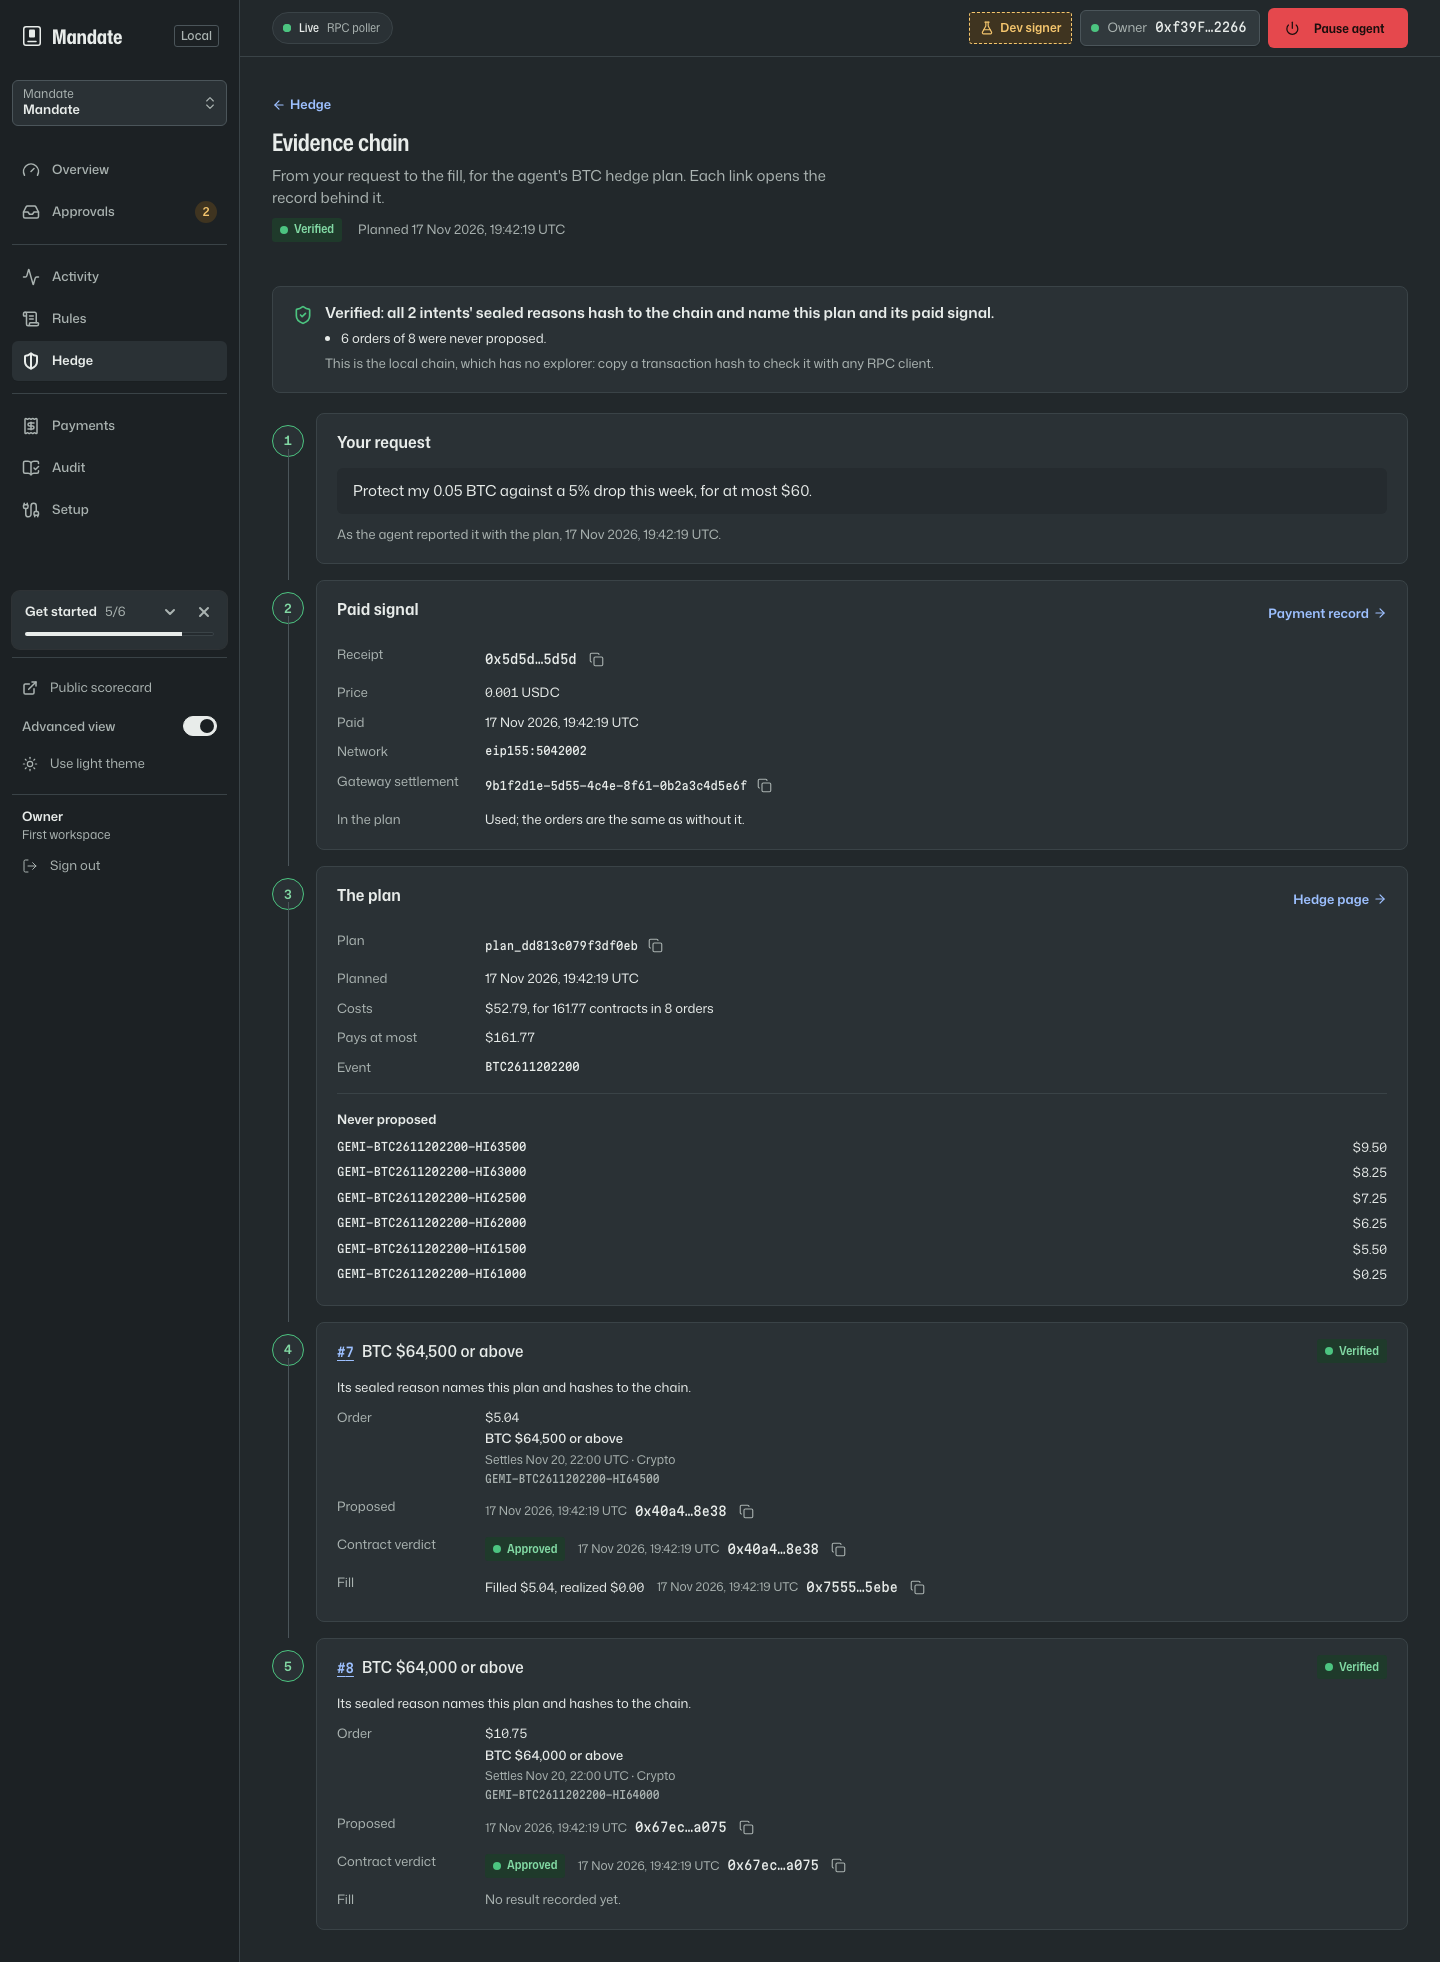 Mandate
Local
Mandate
Mandate
Overview
Approvals 2
Activity
Rules
Hedge
Payments
Audit
Setup
Get started 5/6
Public scorecard
Advanced view
Use light theme
Owner
First workspace
Sign out
Live RPC poller
Dev signer
Owner 0xf39F…2266
Pause agent
Hedge
Evidence chain
From your request to the fill, for the agent's BTC hedge plan. Each link opens the
record behind it.
Verified Planned 17 Nov 2026, 19:42:19 UTC
Verified: all 2 intents' sealed reasons hash to the chain and name this plan and its paid signal.
6 orders of 8 were never proposed.
This is the local chain, which has no explorer: copy a transaction hash to check it with any RPC client.
1
Your request
Protect my 0.05 BTC against a 5% drop this week, for at most $60.
As the agent reported it with the plan, 17 Nov 2026, 19:42:19 UTC.
2
Paid signal
Payment record
Receipt 0x5d5d…5d5d
Price 0.001 USDC
Paid 17 Nov 2026, 19:42:19 UTC
Network eip155:5042002
Gateway settlement 9b1f2d1e-5d55-4c4e-8f61-0b2a3c4d5e6f
In the plan Used; the orders are the same as without it.
3
The plan
Hedge page
Plan plan_dd813c079f3df0eb
Planned 17 Nov 2026, 19:42:19 UTC
Costs $52.79, for 161.77 contracts in 8 orders
Pays at most $161.77
Event BTC2611202200
Never proposed
GEMI-BTC2611202200-HI63500 $9.50
GEMI-BTC2611202200-HI63000 $8.25
GEMI-BTC2611202200-HI62500 $7.25
GEMI-BTC2611202200-HI62000 $6.25
GEMI-BTC2611202200-HI61500 $5.50
GEMI-BTC2611202200-HI61000 $0.25
4
#7 BTC $64,500 or above
Verified
Its sealed reason names this plan and hashes to the chain.
Order $5.04
BTC $64,500 or above
Settles Nov 20, 22:00 UTC · Crypto
GEMI-BTC2611202200-HI64500
Proposed 17 Nov 2026, 19:42:19 UTC 0x40a4…8e38
Contract verdict Approved 17 Nov 2026, 19:42:19 UTC 0x40a4…8e38
Fill Filled $5.04, realized $0.00 17 Nov 2026, 19:42:19 UTC 0x7555…5ebe
5
#8 BTC $64,000 or above
Verified
Its sealed reason names this plan and hashes to the chain.
Order $10.75
BTC $64,000 or above
Settles Nov 20, 22:00 UTC · Crypto
GEMI-BTC2611202200-HI64000
Proposed 17 Nov 2026, 19:42:19 UTC 0x67ec…a075
Contract verdict Approved 17 Nov 2026, 19:42:19 UTC 0x67ec…a075
Fill No result recorded yet.